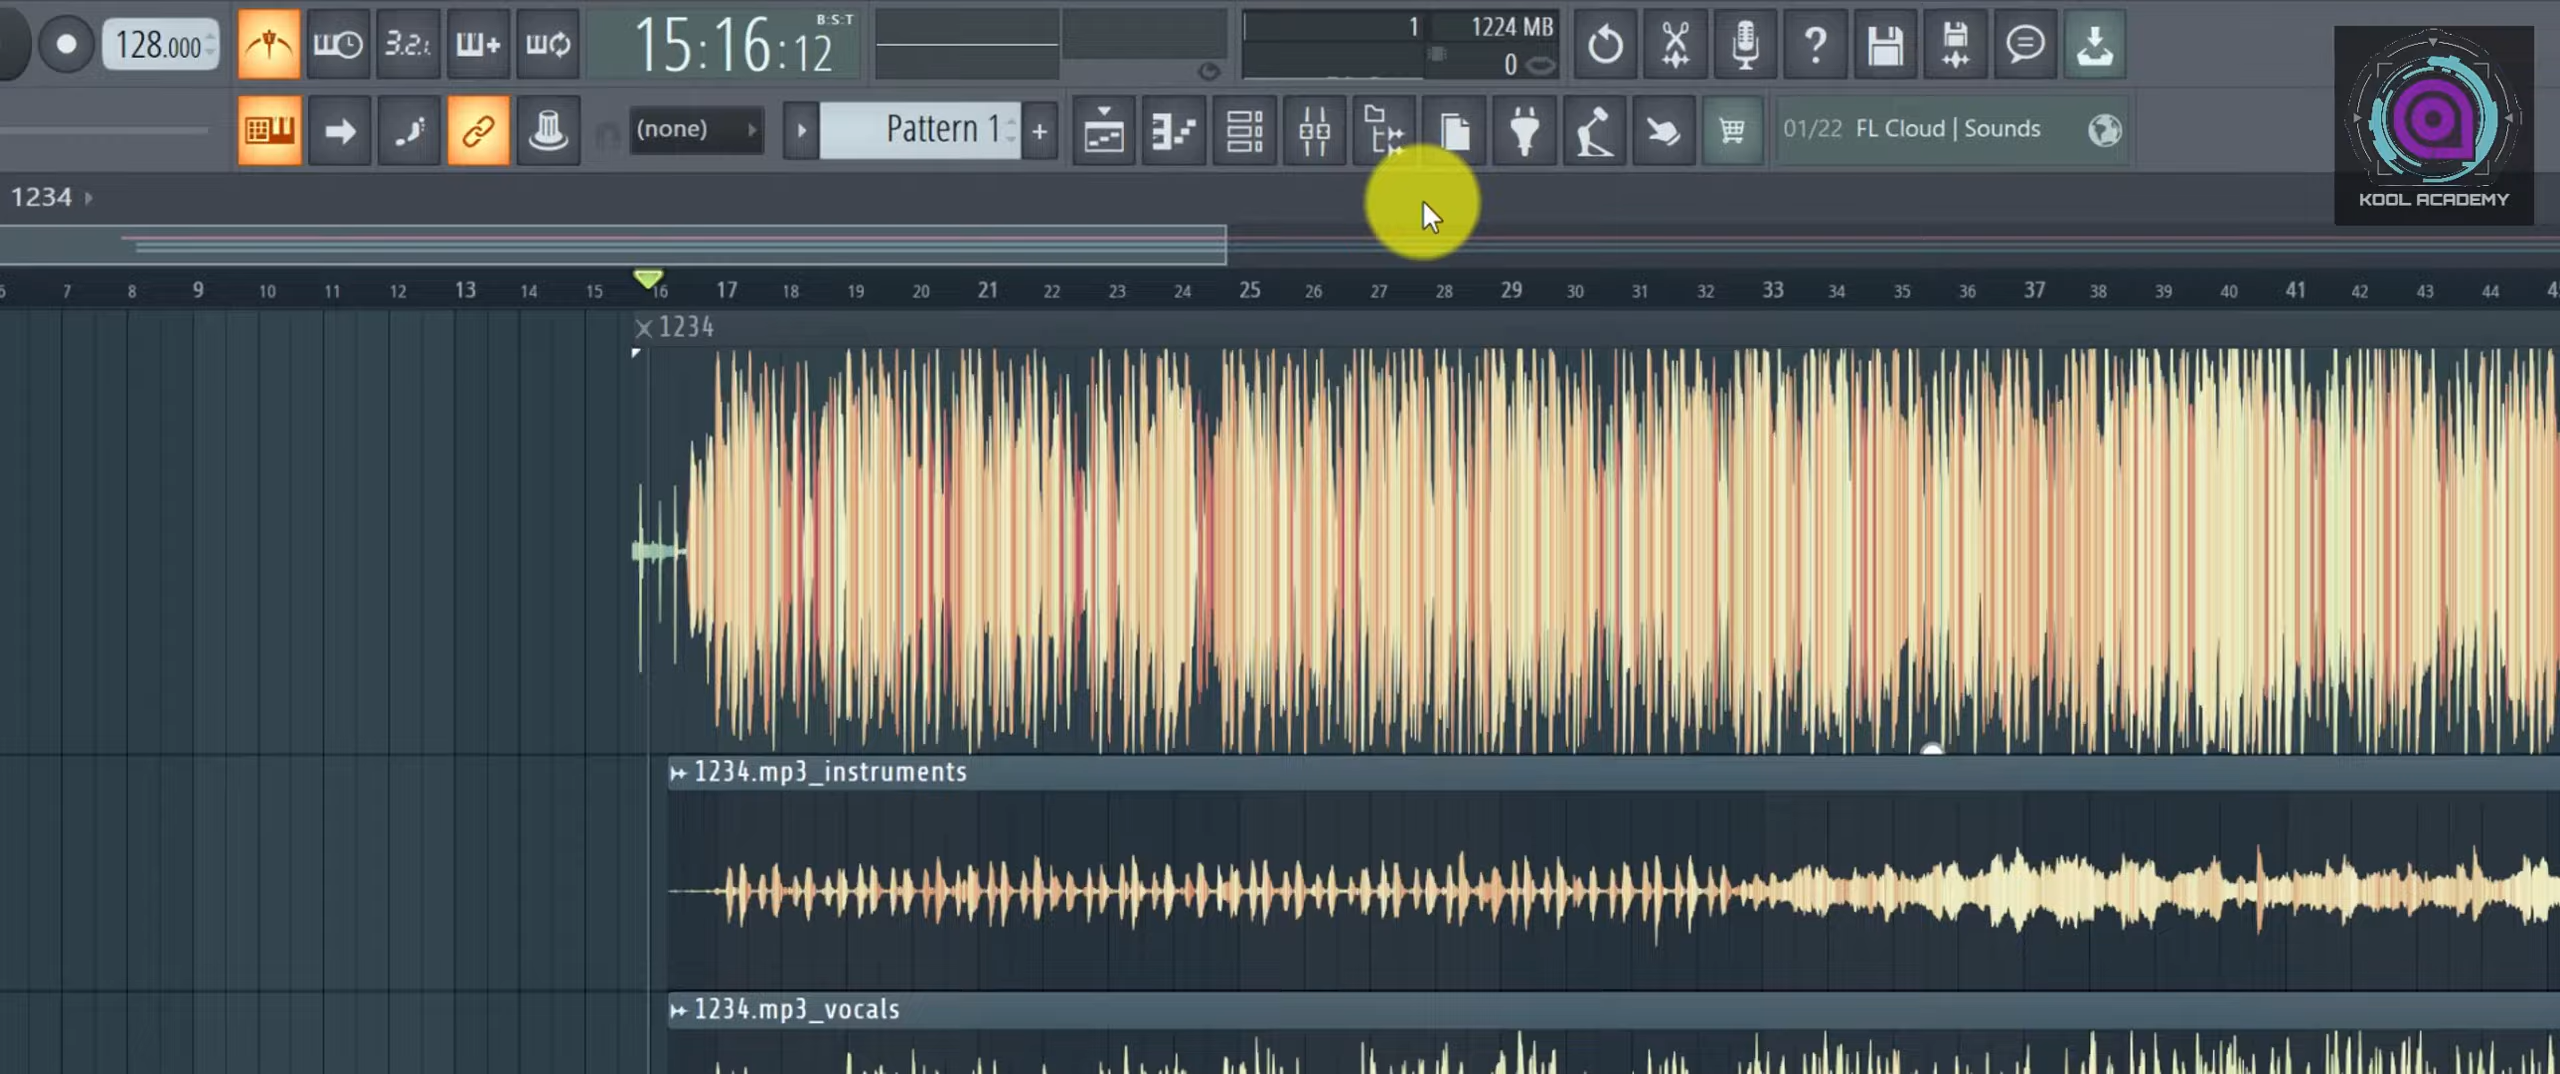 128.000
3.2.1
15:16:12
B:S:T
1
1224 MB
0
?
(none)
Pattern 1
+
01/22 FL Cloud | Sounds
KOOL ACADEMY
1234
6 7 8 9 10 11 12 13 14 15 16 17 18 19 20 21 22 23 24 25 26 27 28 29 30 31 32 33 34 35 36 37 38 39 40 41 42 43 44
1234
1234.mp3_instruments
1234.mp3_vocals